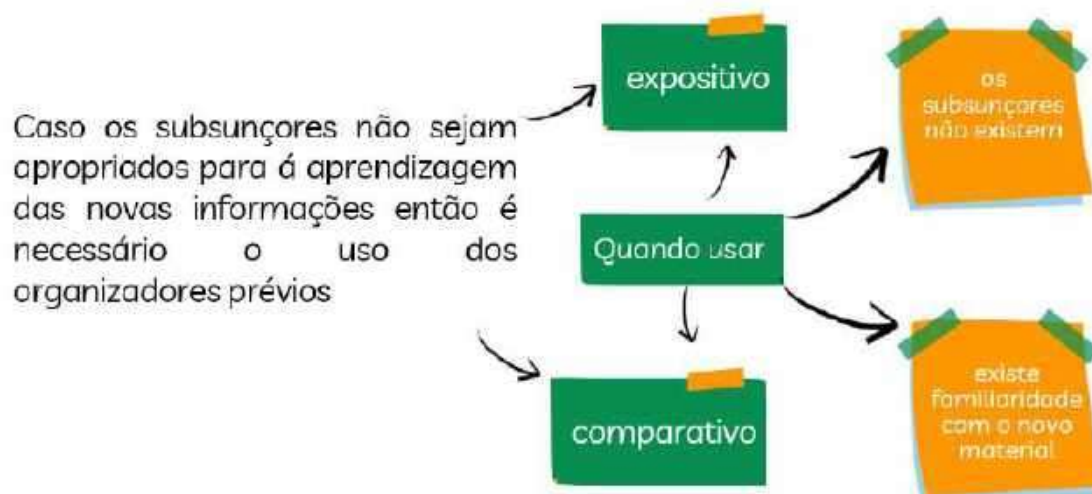 Caso os subsunçores não sejam
apropriados para á aprendizagem
das novas informações então é
necessário o uso dos
organizadores prévios
expositivo
os
subsunçores
não existem
Quando usar
comparativo
existe
familiaridade
com o novo
material